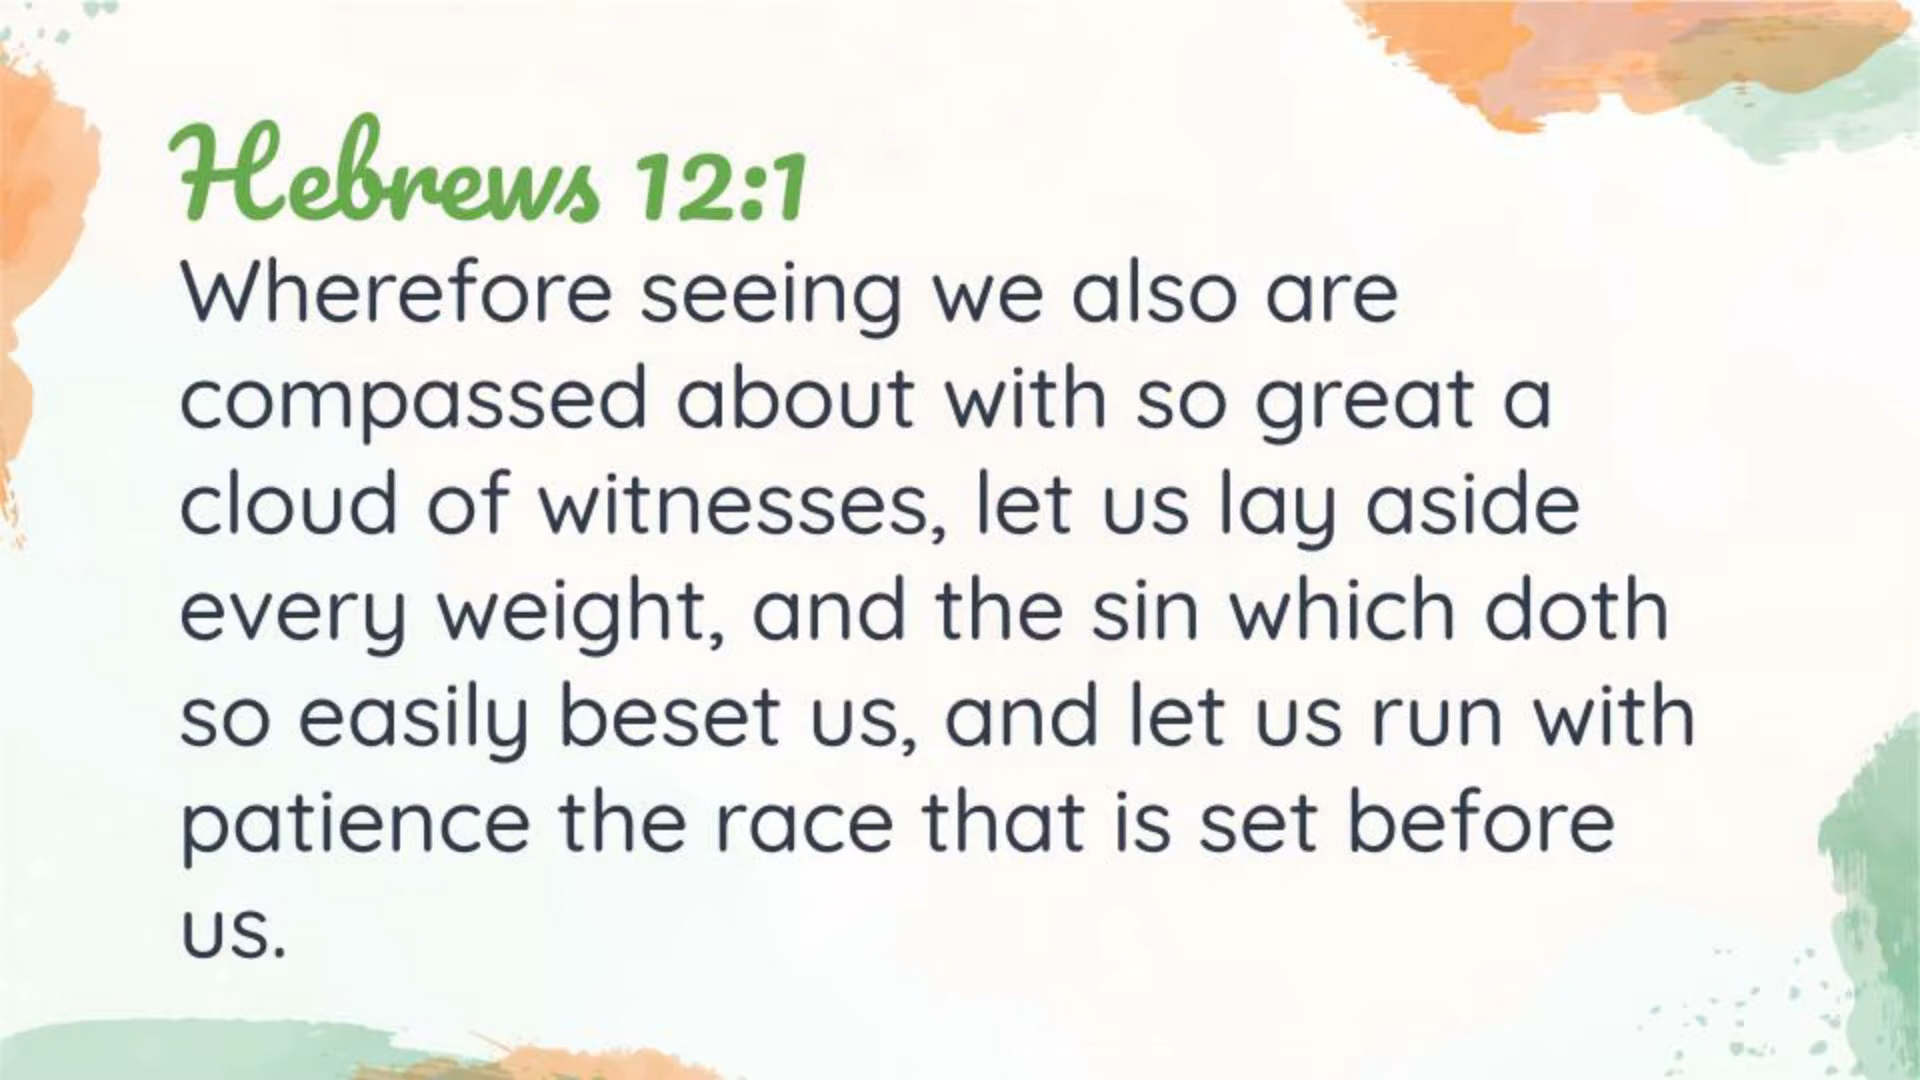 Hebrews 12:1
Wherefore seeing we also are
compassed about with so great a
cloud of witnesses, let us lay aside
every weight, and the sin which doth
so easily beset us, and let us run with
patience the race that is set before
us.